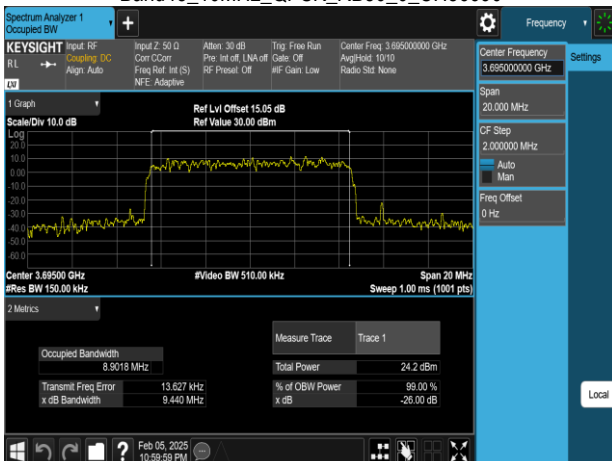 Spectrum Analyzer 1
Occupied BW
+
Frequency
KEYSIGHT
Input: RF
Input Z: 50 Ω
Atten: 30 dB
Trig: Free Run
Center Freq: 3.695000000 GHz
RL
Coupling: DC
Corr CCorr
Pre: Int off, LNA off
Gate: Off
Avg|Hold: 10/10
Align: Auto
Freq Ref: Int (S)
RF Preset: Off
#IF Gain: Low
Radio Std: None
LXI
NFE: Adaptive
Center Frequency
3.695000000 GHz
Settings
Span
20.000 MHz
CF Step
2.000000 MHz
Auto
Man
Freq Offset
0 Hz
Local
1 Graph
Ref Lvl Offset 15.05 dB
Scale/Div 10.0 dB
Ref Value 30.00 dBm
Log
20.0
10.0
0.00
-10.0
-20.0
-30.0
-40.0
-50.0
-60.0
Center 3.69500 GHz
#Video BW 510.00 kHz
Span 20 MHz
#Res BW 150.00 kHz
Sweep 1.00 ms (1001 pts)
2 Metrics
Measure Trace
Trace 1
Occupied Bandwidth
8.9018 MHz
Total Power
24.2 dBm
Transmit Freq Error
13.627 kHz
% of OBW Power
99.00 %
x dB Bandwidth
9.440 MHz
x dB
-26.00 dB
?
Feb 05, 2025
10:59:59 PM